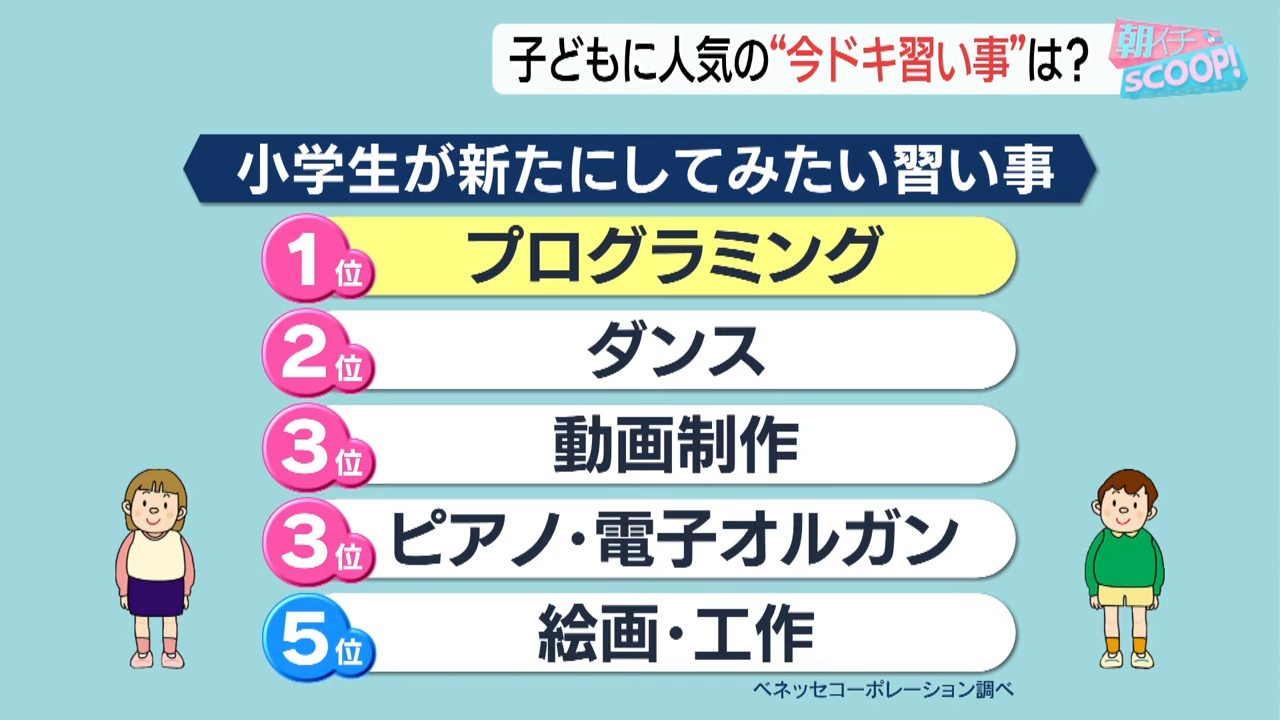 子どもに人気の“今ドキ習い事”は?
朝イチ
SCOOP!
小学生が新たにしてみたい習い事
1位 プログラミング
2位 ダンス
3位 動画制作
3位 ピアノ・電子オルガン
5位 絵画・工作
ベネッセコーポレーション調べ